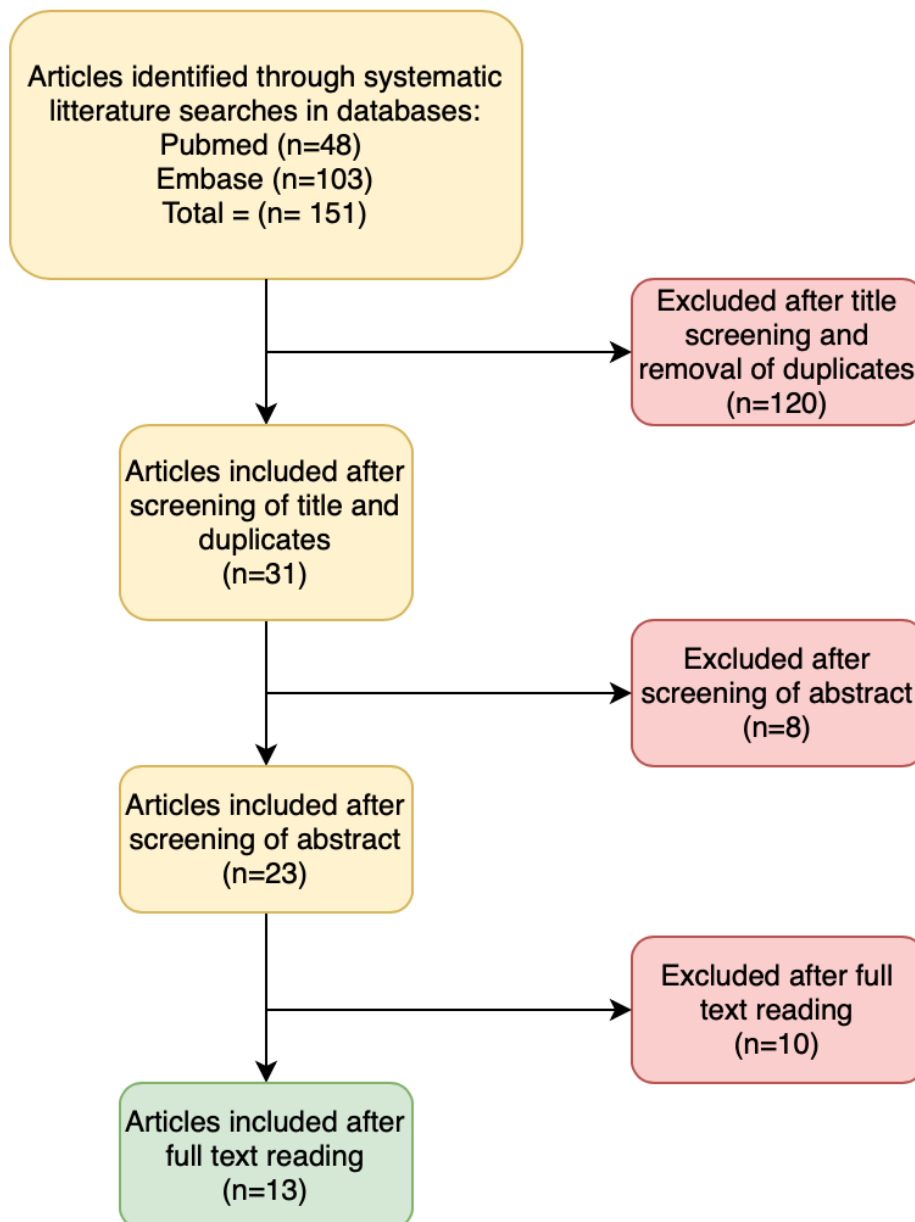 Articles identified through systematic
litterature searches in databases:
Pubmed (n=48)
Embase (n=103)
Total = (n= 151)
Excluded after title
screening and
removal of duplicates
(n=120)
Articles included after
screening of title and
duplicates
(n=31)
Excluded after
screening of abstract
(n=8)
Articles included after
screening of abstract
(n=23)
Excluded after full
text reading
(n=10)
Articles included after
full text reading
(n=13)